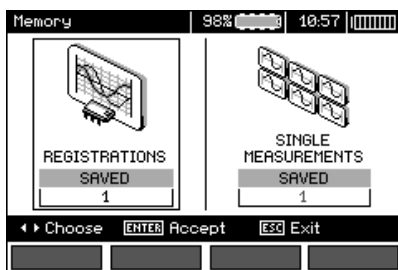 Memory 98% 10:57
REGISTRATIONS
SAVED
1
SINGLE
MEASUREMENTS
SAVED
1
Choose ENTER Accept ESC Exit